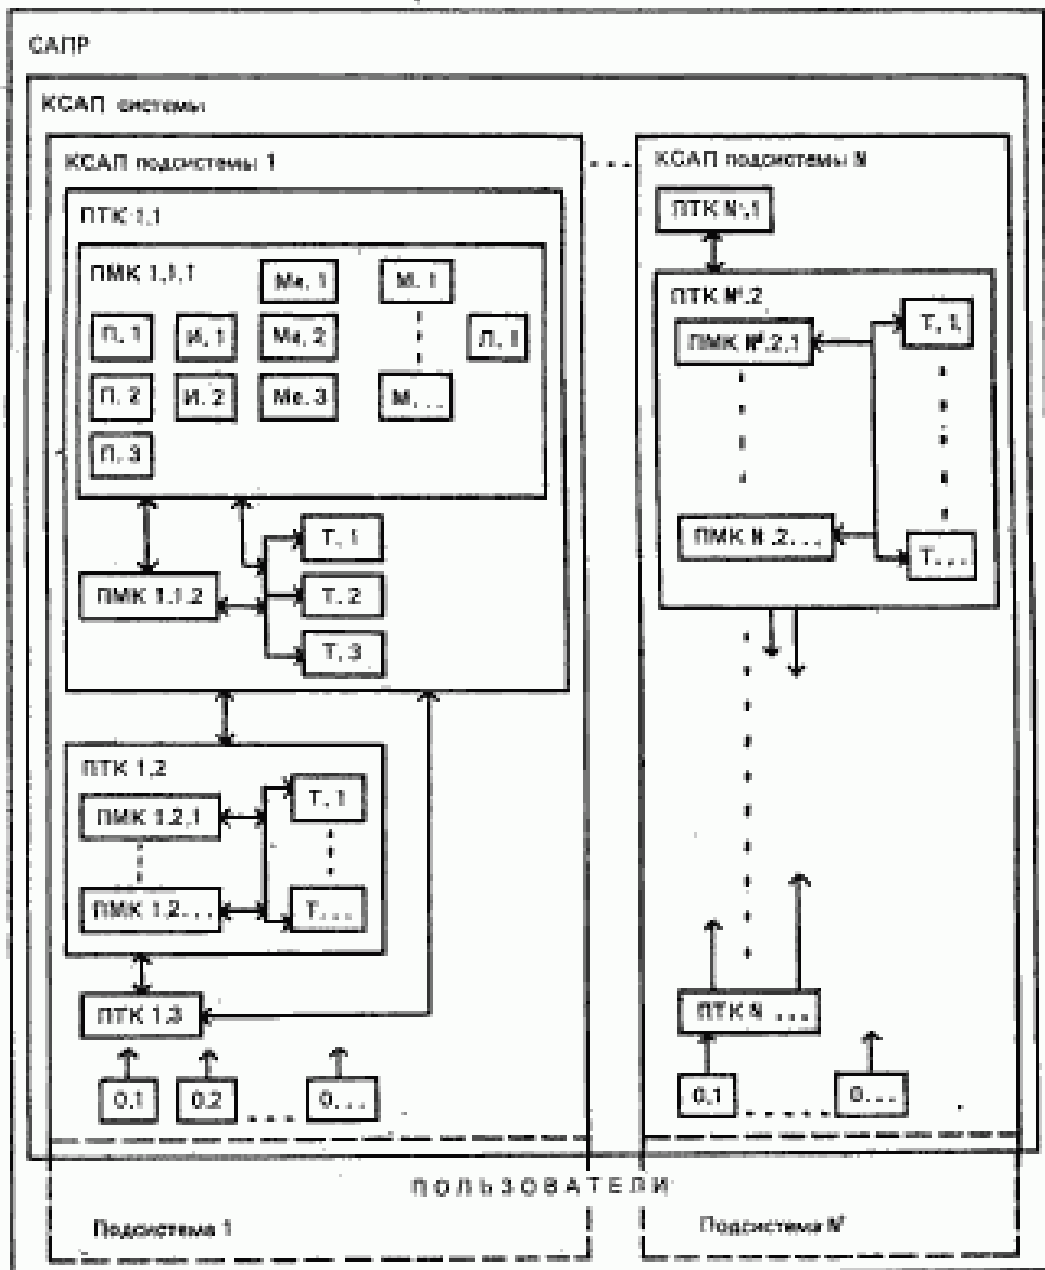 САПР
КСАП системы
КСАП подсистемы 1
ПТК 1.1
ПМК 1.1.1
Ме. 1
М. 1
П. 1
И. 1
Ме. 2
Л. 1
П. 2
И. 2
Ме. 3
М...
П. 3
Т. 1
ПМК 1.1.2
Т. 2
Т. 3
ПТК 1.2
ПМК 1.2.1
Т. 1
ПМК 1.2...
Т...
ПТК 1.3
0.1
0.2
0...
КСАП подсистемы N
ПТК N.1
ПТК N.2
ПМК N.2.1
Т. 1.
ПМК N.2...
Т...
ПТК N ...
0.1
0...
ПОЛЬЗОВАТЕЛИ
Подсистема 1
Подсистема N